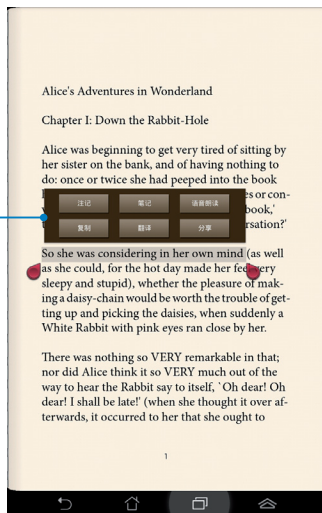 Alice's Adventures in Wonderland
Chapter I: Down the Rabbit-Hole
Alice was beginning to get very tired of sitting by
her sister on the bank, and of having nothing to
do: once or twice she had peeped into the book
es or con-
注记 笔记 语音朗读
book,'
复制 翻译 分享
rsation?'
So she was considering in her own mind (as well
as she could, for the hot day made her feel very
sleepy and stupid), whether the pleasure of mak-
ing a daisy-chain would be worth the trouble of get-
ting up and picking the daisies, when suddenly a
White Rabbit with pink eyes ran close by her.
There was nothing so VERY remarkable in that;
nor did Alice think it so VERY much out of the
way to hear the Rabbit say to itself, `Oh dear! Oh
dear! I shall be late!' (when she thought it over af-
terwards, it occurred to her that she ought to
1